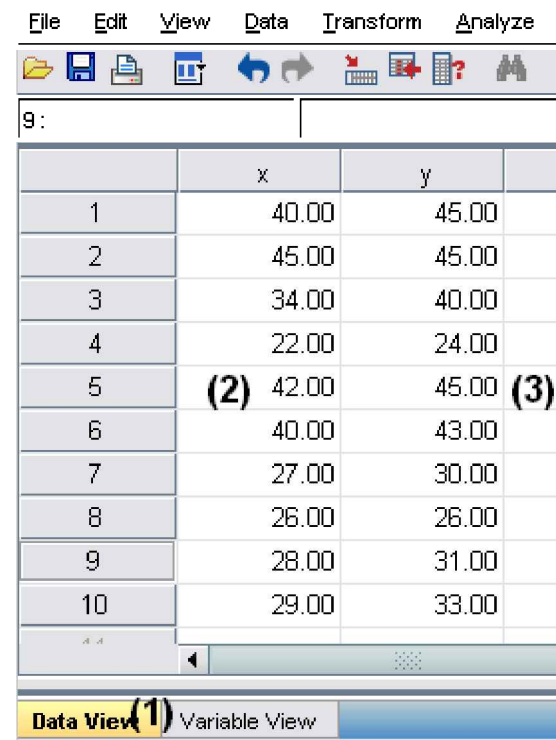 File Edit View Data Transform Analyze
9 :
x y
1 40.00 45.00
2 45.00 45.00
3 34.00 40.00
4 22.00 24.00
5 (2) 42.00 45.00 (3)
6 40.00 43.00
7 27.00 30.00
8 26.00 26.00
9 28.00 31.00
10 29.00 33.00
Data View (1) Variable View